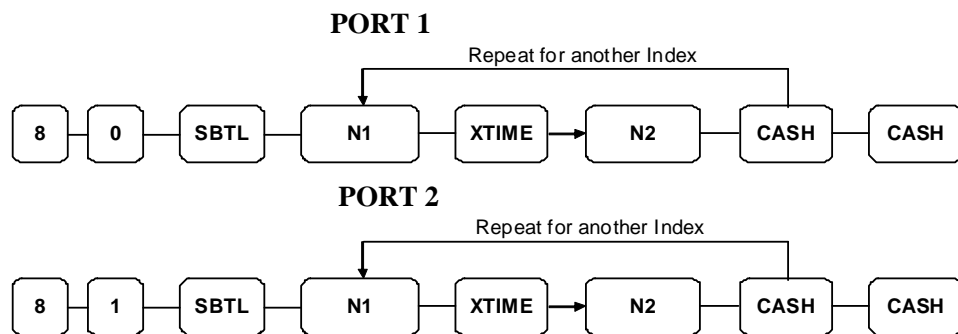 PORT 1
Repeat for another Index
8 0 SBTL N1 XTIME N2 CASH CASH
PORT 2
Repeat for another Index
8 1 SBTL N1 XTIME N2 CASH CASH